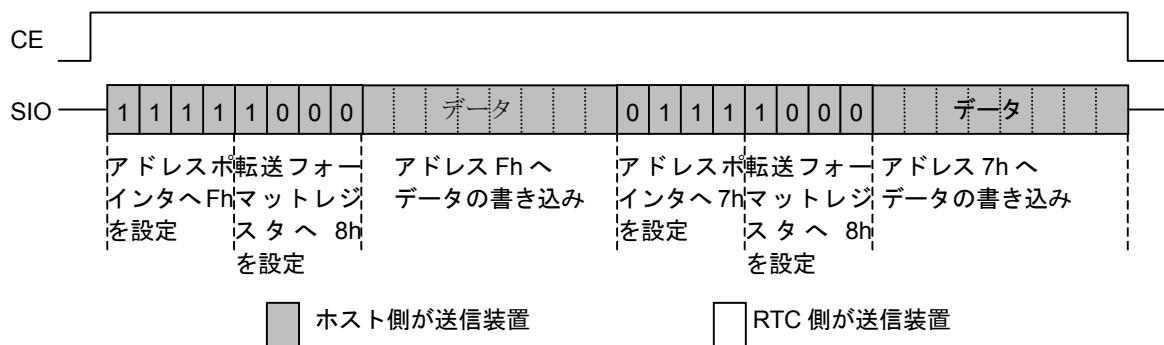 CE
SIO 1 1 1 1 1 0 0 0 データ 0 1 1 1 1 0 0 0 データ
アドレスポ
インタへ Fh
を設定
転送フォー
マットレジ
スタへ 8h
を設定
アドレス Fh へ
データの書き込み
アドレスポ
インタへ 7h
を設定
転送フォー
マットレジ
スタへ 8h
を設定
アドレス 7h へ
データの書き込み
ホスト側が送信装置
RTC 側が送信装置